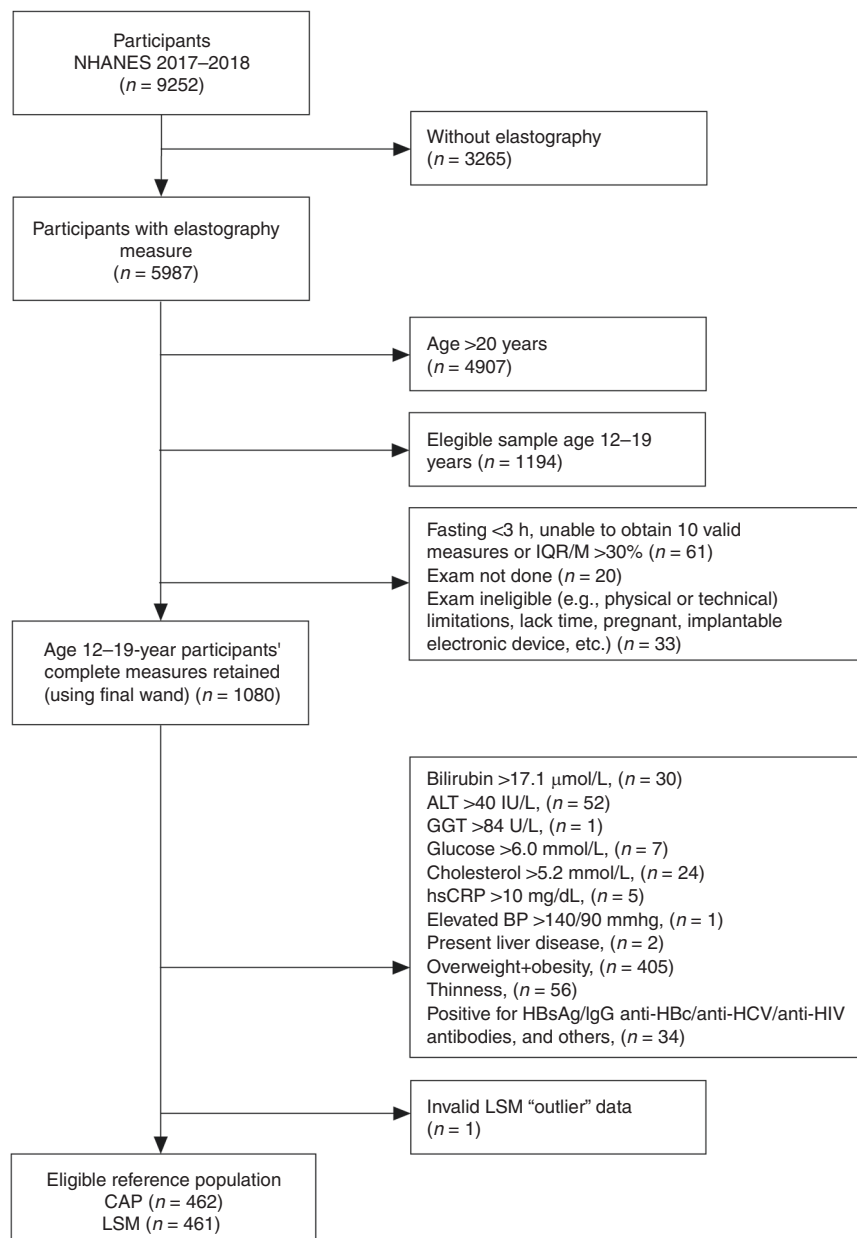 Participants
NHANES 2017–2018
(n = 9252)
Without elastography
(n = 3265)
Participants with elastography
measure
(n = 5987)
Age >20 years
(n = 4907)
Elegible sample age 12–19
years (n = 1194)
Fasting <3 h, unable to obtain 10 valid
measures or IQR/M >30% (n = 61)
Exam not done (n = 20)
Exam ineligible (e.g., physical or technical)
limitations, lack time, pregnant, implantable
electronic device, etc.) (n = 33)
Age 12–19-year participants'
complete measures retained
(using final wand) (n = 1080)
Bilirubin >17.1 μmol/L, (n = 30)
ALT >40 IU/L, (n = 52)
GGT >84 U/L, (n = 1)
Glucose >6.0 mmol/L, (n = 7)
Cholesterol >5.2 mmol/L, (n = 24)
hsCRP >10 mg/dL, (n = 5)
Elevated BP >140/90 mmhg, (n = 1)
Present liver disease, (n = 2)
Overweight+obesity, (n = 405)
Thinness, (n = 56)
Positive for HBsAg/IgG anti-HBc/anti-HCV/anti-HIV
antibodies, and others, (n = 34)
Invalid LSM “outlier” data
(n = 1)
Eligible reference population
CAP (n = 462)
LSM (n = 461)